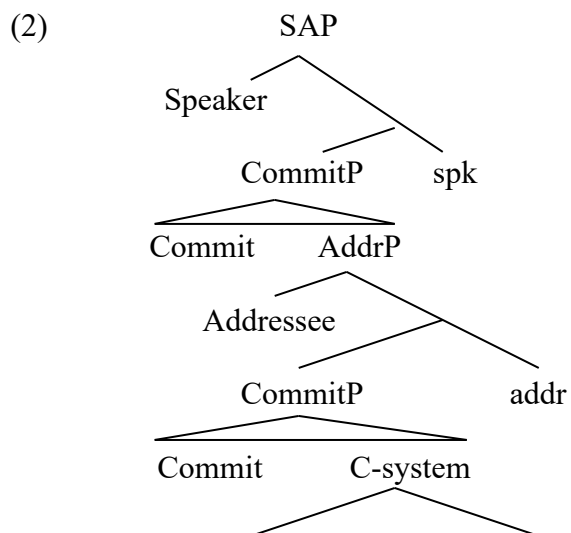 (2) SAP
Speaker
CommitP spk
Commit AddrP
Addressee
CommitP addr
Commit C-system